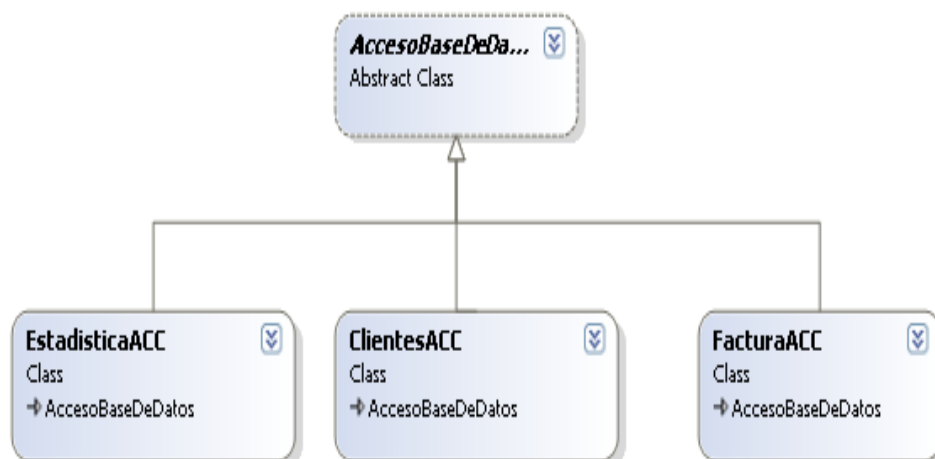 AccesoBaseDeDa...
Abstract Class
EstadisticaACC
Class
AccesoBaseDeDatos
ClientesACC
Class
AccesoBaseDeDatos
FacturaACC
Class
AccesoBaseDeDatos